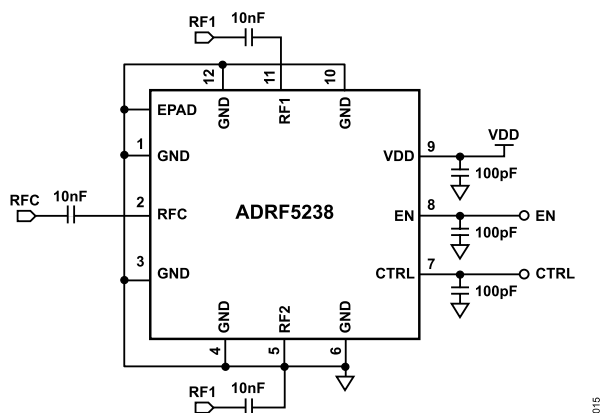 RF1
10nF
12
11
10
GND
RF1
GND
EPAD
1
GND
VDD
9
VDD
100pF
RFC
10nF
2
RFC
ADRF5238
EN
8
EN
100pF
3
GND
CTRL
7
CTRL
100pF
GND
RF2
GND
4
5
6
RF1
10nF
015